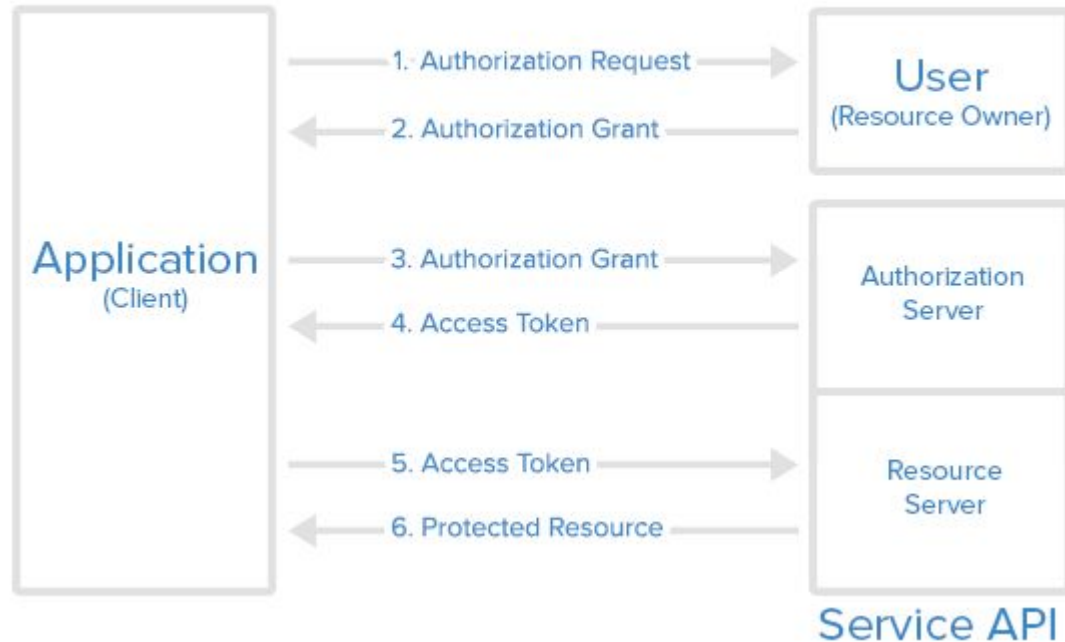 1. Authorization Request
User
(Resource Owner)
2. Authorization Grant
Application
(Client)
3. Authorization Grant
Authorization
Server
4. Access Token
5. Access Token
Resource
Server
6. Protected Resource
Service API